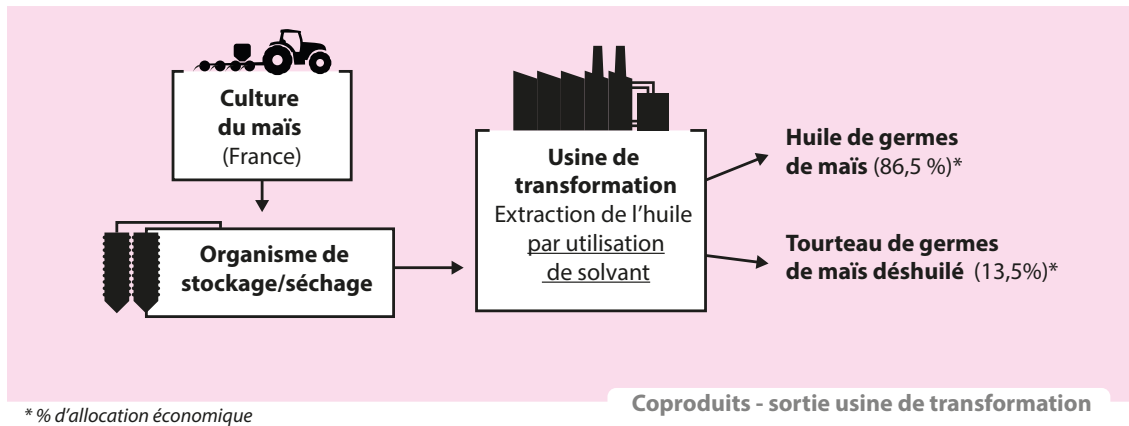 Culture
du maïs
(France)
Organisme de
stockage/séchage
Usine de
transformation
Extraction de l’huile
par utilisation
de solvant
Huile de germes
de maïs (86,5 %)*
Tourteau de germes
de maïs déshuilé (13,5%)*
* % d’allocation économique
Coproduits - sortie usine de transformation